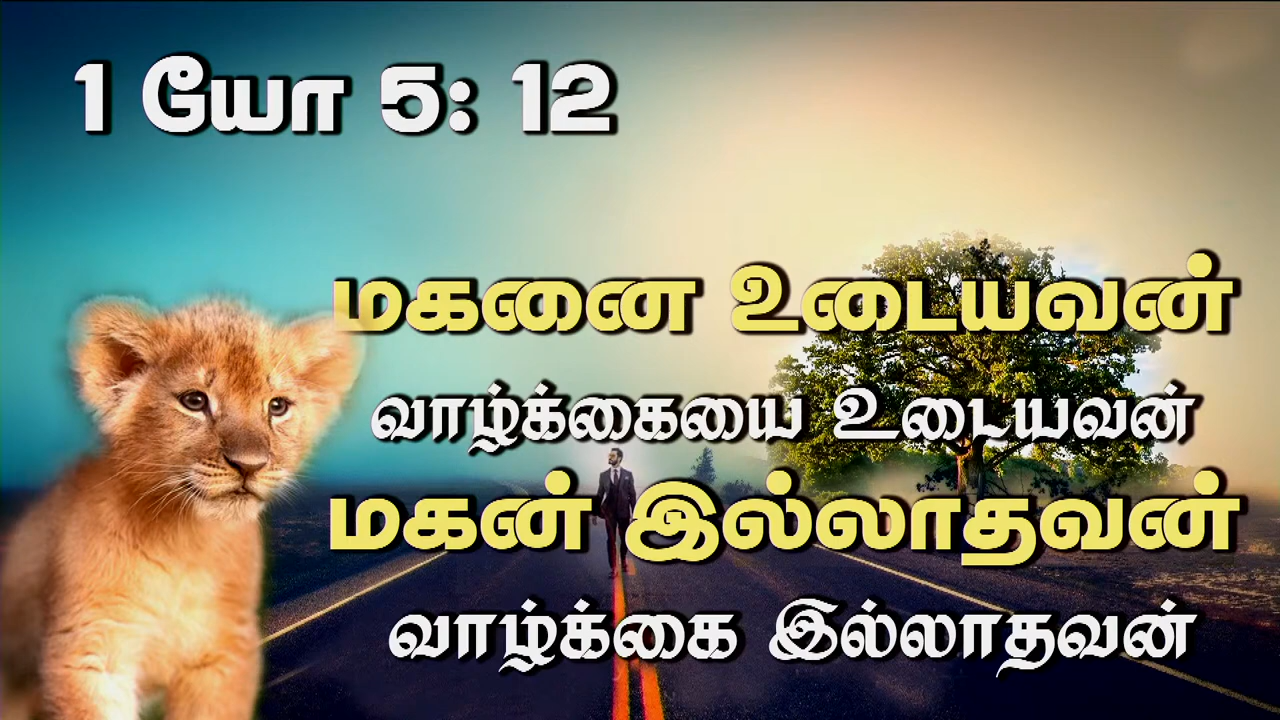 1 யோ 5: 12
மகனை உடையவன்
வாழ்க்கையை உடையவன்
மகன் இல்லாதவன்
வாழ்க்கை இல்லாதவன்